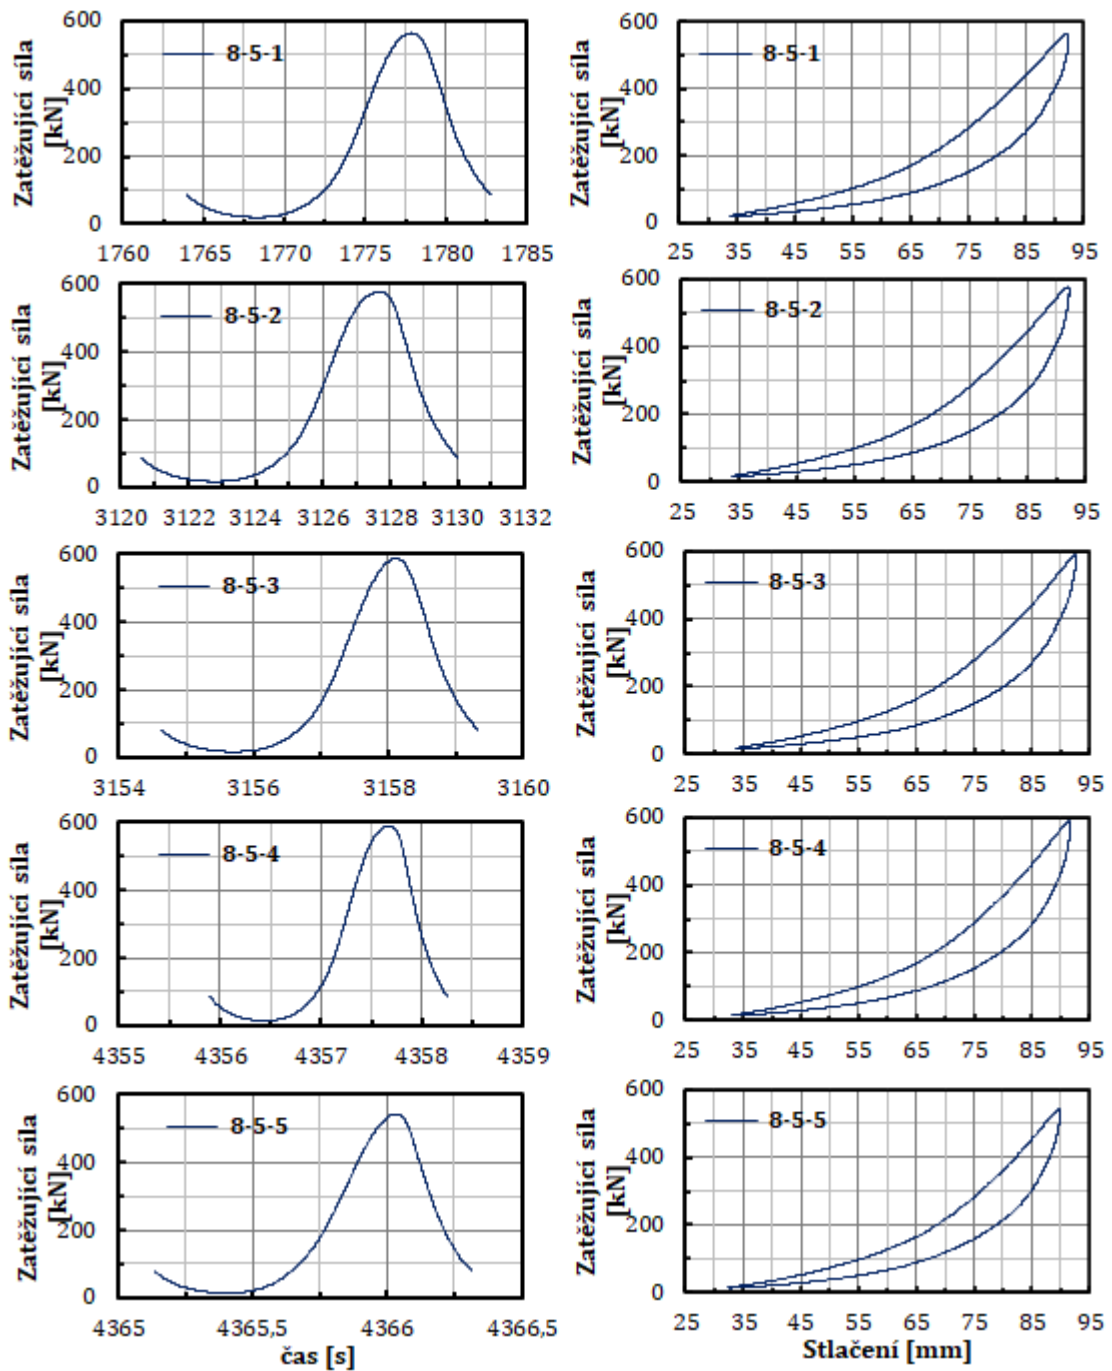 600
400
200
0
Zatěžující síla
[kN]
8-5-1
1760 1765 1770 1775 1780 1785
600
400
200
0
Zatěžující síla
[kN]
8-5-1
25 35 45 55 65 75 85 95
600
400
200
0
Zatěžující síla
[kN]
8-5-2
3120 3122 3124 3126 3128 3130 3132
600
400
200
0
Zatěžující síla
[kN]
8-5-2
25 35 45 55 65 75 85 95
600
400
200
0
Zatěžující síla
[kN]
8-5-3
3154 3156 3158 3160
600
400
200
0
Zatěžující síla
[kN]
8-5-3
25 35 45 55 65 75 85 95
600
400
200
0
Zatěžující síla
[kN]
8-5-4
4355 4356 4357 4358 4359
600
400
200
0
Zatěžující síla
[kN]
8-5-4
25 35 45 55 65 75 85 95
600
400
200
0
Zatěžující síla
[kN]
8-5-5
4365 4365,5 4366 4366,5
čas [s]
600
400
200
0
Zatěžující síla
[kN]
8-5-5
25 35 45 55 65 75 85 95
Stlačení [mm]